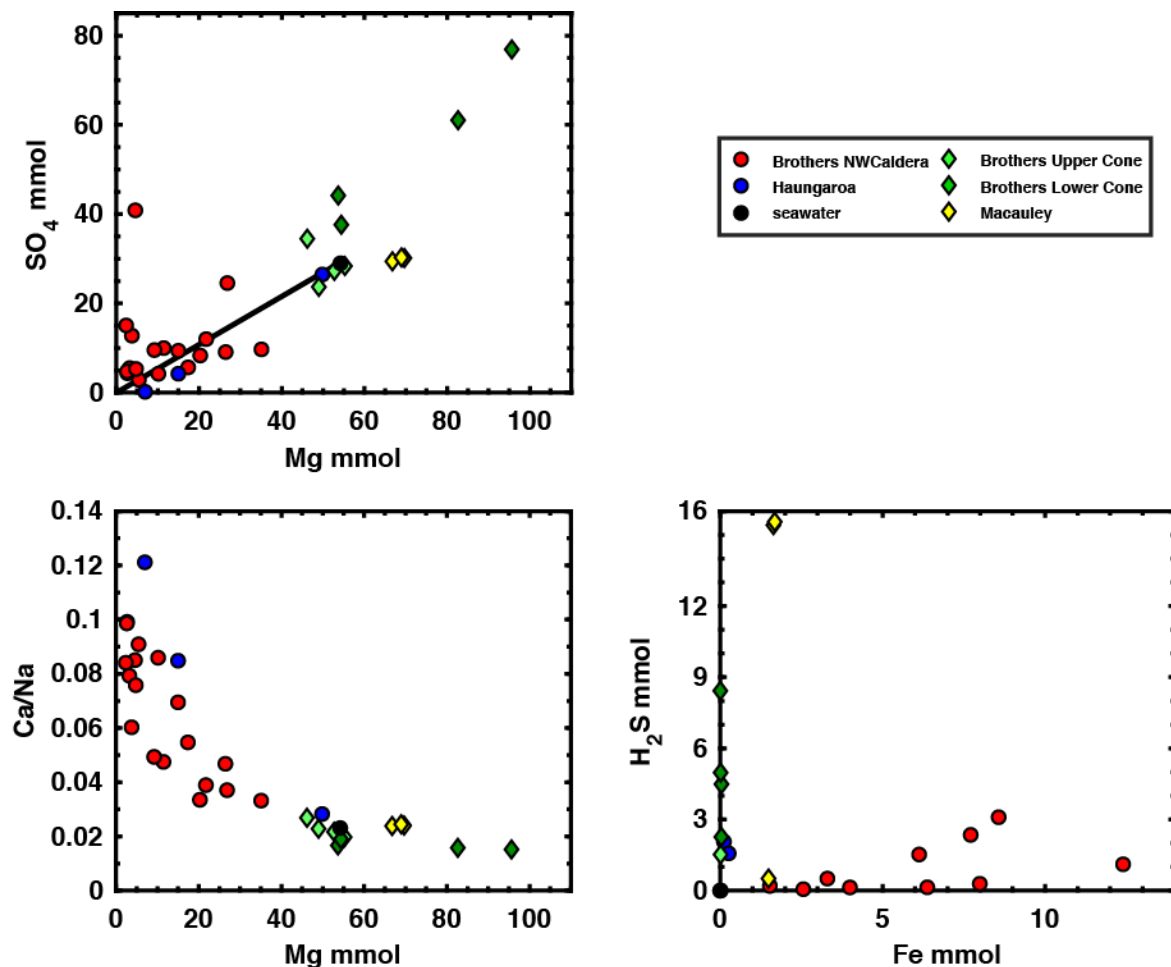 80
60
40
20
0
SO4 mmol
0 20 40 60 80 100
Mg mmol
Brothers NWCaldera
Haungaroa
seawater
Brothers Upper Cone
Brothers Lower Cone
Macauley
0.14
0.12
0.1
0.08
0.06
0.04
0.02
0
Ca/Na
0 20 40 60 80 100
Mg mmol
16
9
6
3
0
H2S mmol
0 5 10
Fe mmol